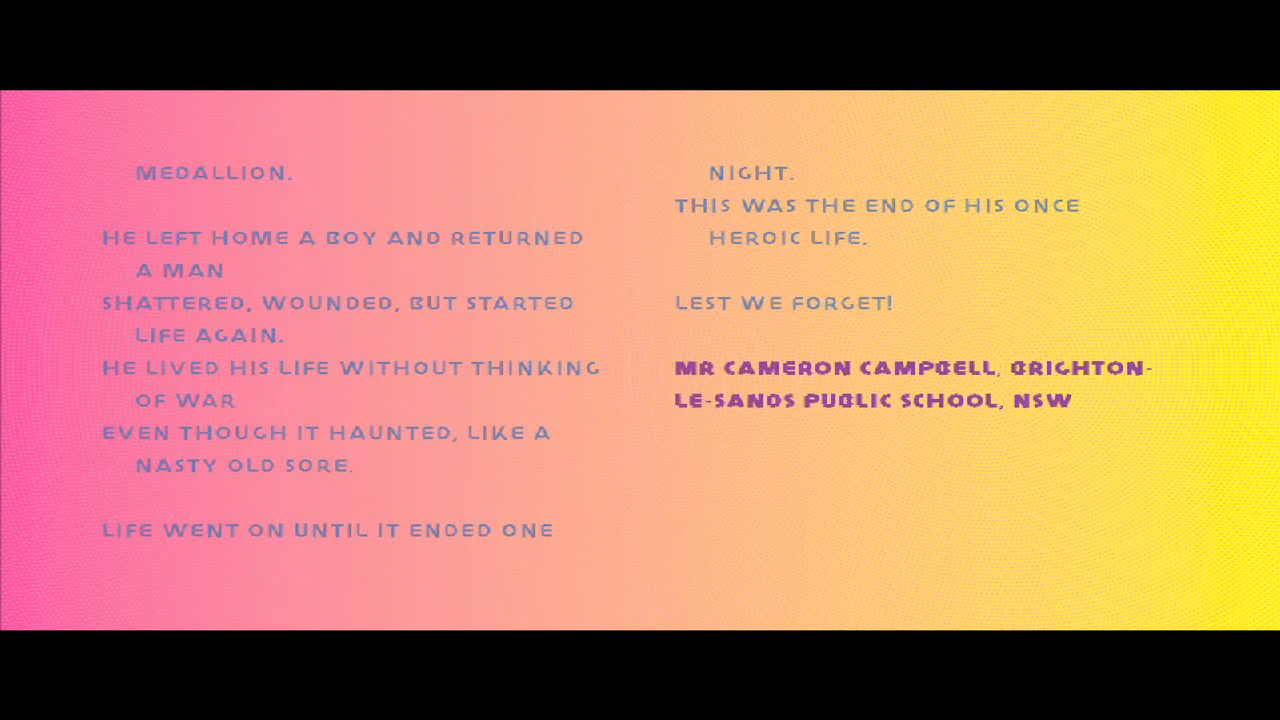 MEDALLION.
HE LEFT HOME A BOY AND RETURNED
A MAN
SHATTERED, WOUNDED, BUT STARTED
LIFE AGAIN.
HE LIVED HIS LIFE WITHOUT THINKING
OF WAR
EVEN THOUGH IT HAUNTED, LIKE A
NASTY OLD SORE.
LIFE WENT ON UNTIL IT ENDED ONE
NIGHT.
THIS WAS THE END OF HIS ONCE
HEROIC LIFE.
LEST WE FORGET!
MR CAMERON CAMPBELL, BRIGHTON-
LE-SANDS PUBLIC SCHOOL, NSW